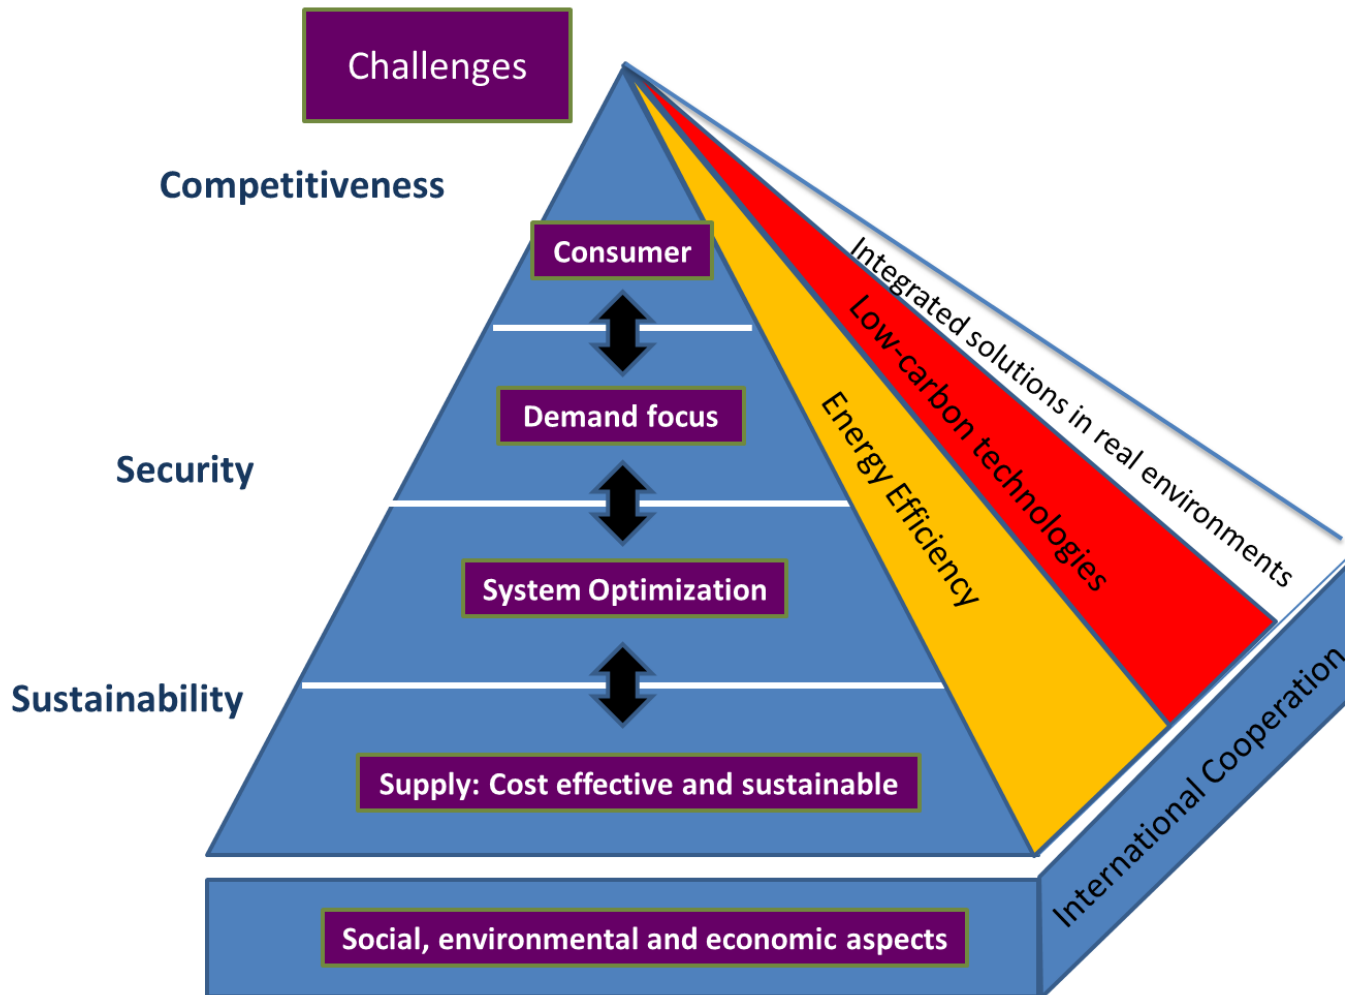 Challenges
Competitiveness
Consumer
Integrated solutions in real environments
Low-carbon technologies
Energy Efficiency
Demand focus
Security
System Optimization
Sustainability
Supply: Cost effective and sustainable
International Cooperation
Social, environmental and economic aspects